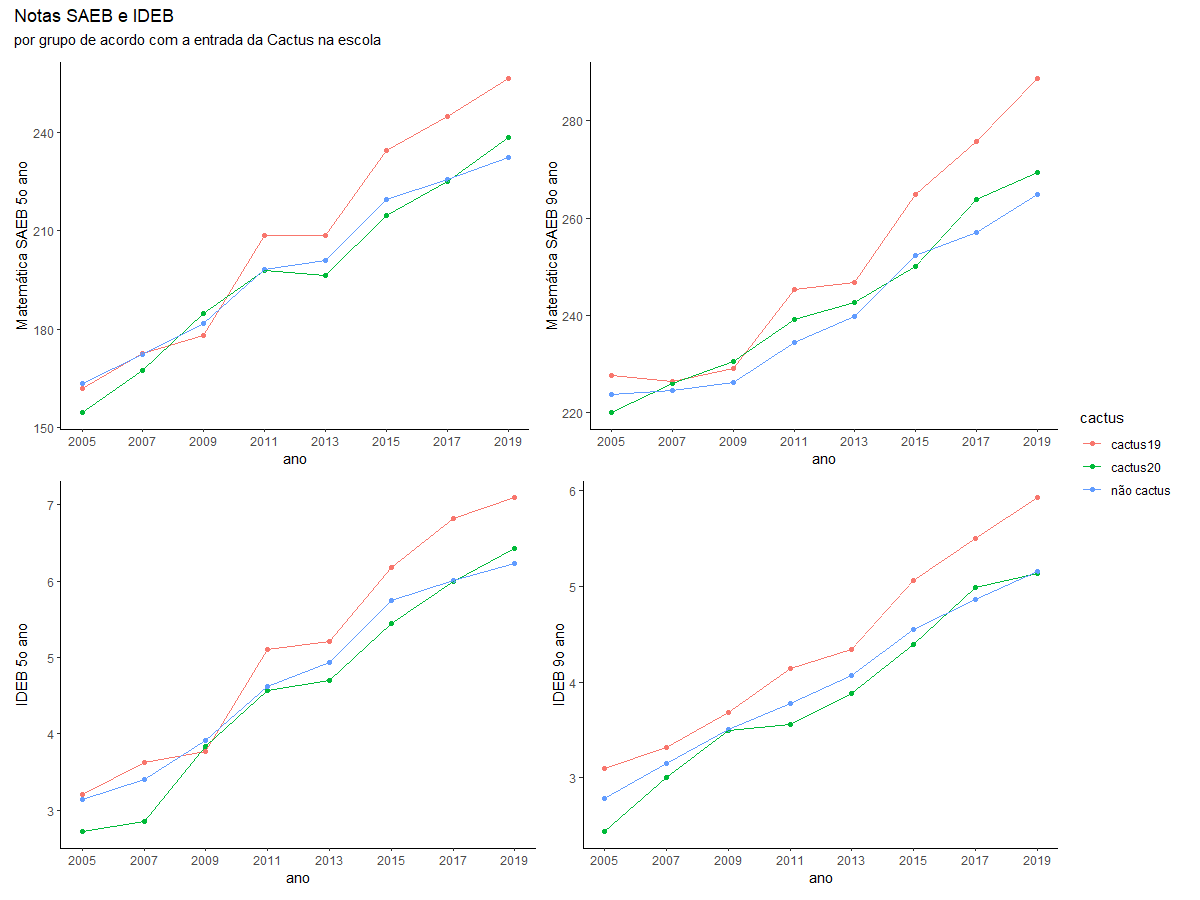 Notas SAEB e IDEB
por grupo de acordo com a entrada da Cactus na escola
Matemática SAEB 5o ano
240
210
180
150
2005 2007 2009 2011 2013 2015 2017 2019
ano
Matemática SAEB 9o ano
280
260
240
220
2005 2007 2009 2011 2013 2015 2017 2019
ano
IDEB 5o ano
7
6
5
4
3
2005 2007 2009 2011 2013 2015 2017 2019
ano
IDEB 9o ano
6
5
4
3
2005 2007 2009 2011 2013 2015 2017 2019
ano
cactus
cactus19
cactus20
não cactus